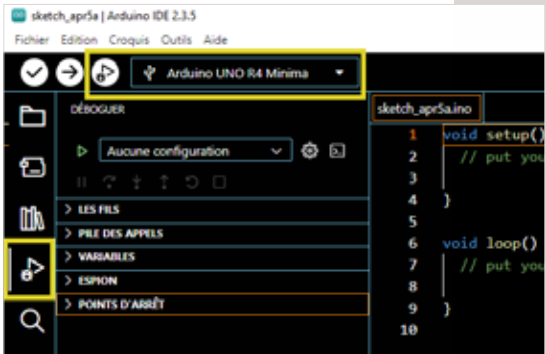 sketch_apr5a | Arduino IDE 2.3.5
Fichier Edition Croquis Outils Aide
Arduino UNO R4 Minima
DÉBOGUER
Aucune configuration
LES FILS
PILE DES APPELS
VARIABLES
ESPION
POINTS D'ARRÊT
sketch_apr5a.ino
1 void setup()
2 // put you
3
4 }
5
6 void loop()
7 // put you
8
9 }
10